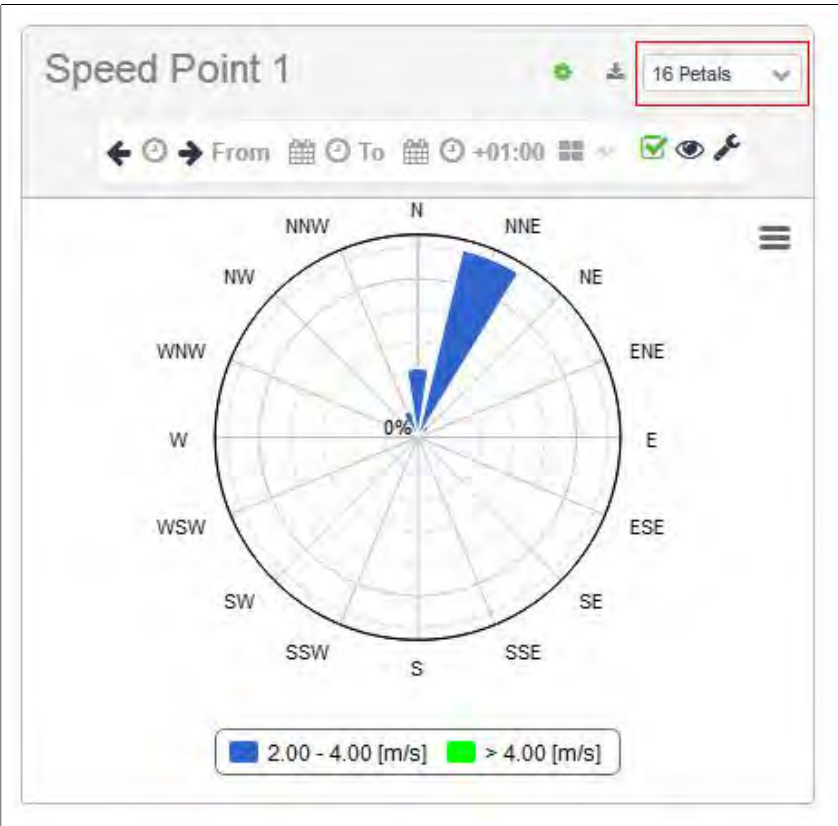 Speed Point 1
16 Petals
From To +01:00
N
NNW NNE
NW NE
WNW ENE
0%
W E
WSW ESE
SW SE
SSW SSE
S
2.00 - 4.00 [m/s] > 4.00 [m/s]